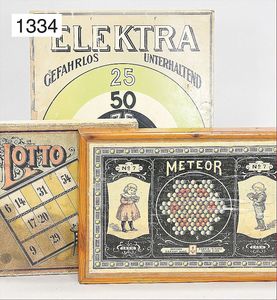 1334
ELEKTRA
GEFAHRLOS UNTERHALTEND
25
50
75
LOTTO
6 14 31 54
17 20
9 29
METEOR
No 7
No 7